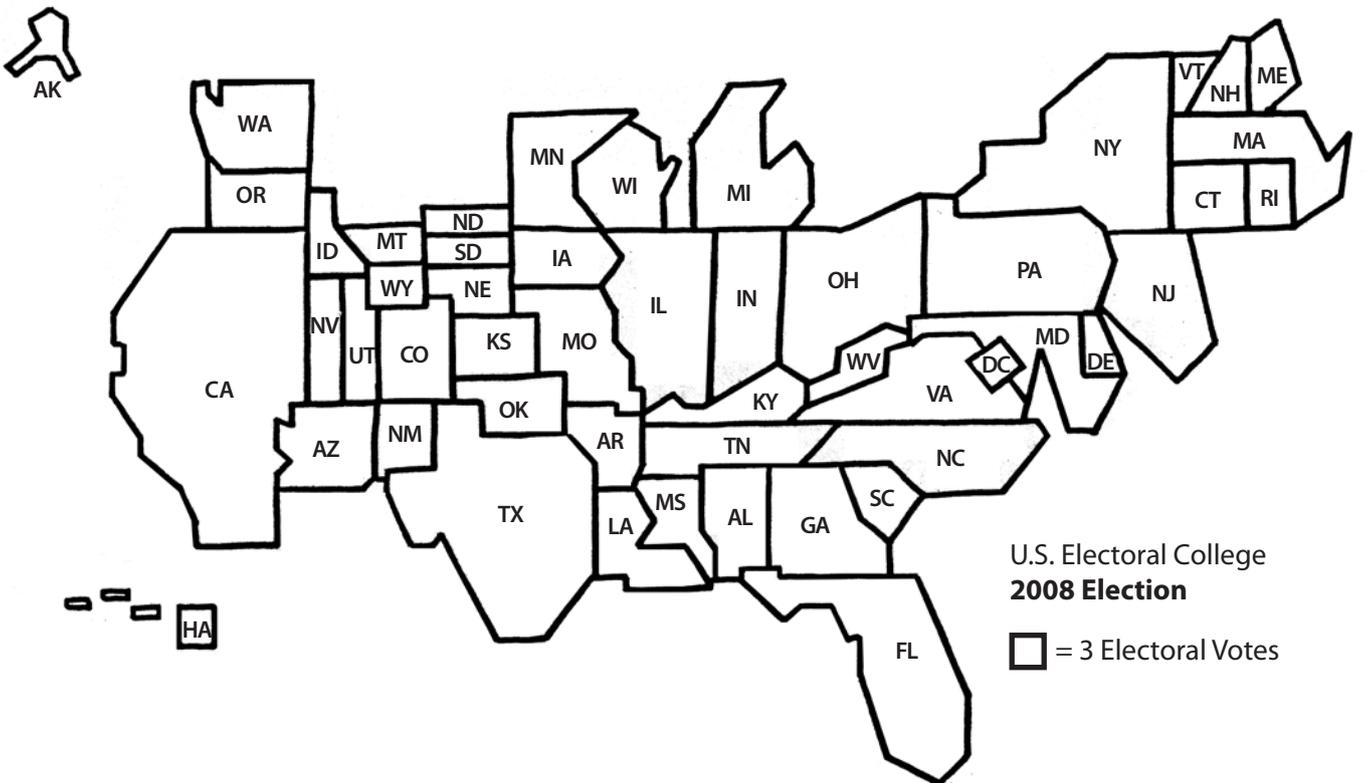 AK
WA
OR
CA
ID
NV
UT
AZ
MT
WY
CO
NM
ND
SD
NE
KS
OK
TX
MN
IA
MO
AR
LA
WI
IL
MS
MI
IN
KY
TN
AL
OH
WV
VA
NC
SC
GA
FL
PA
NY
VT
NH
ME
MA
CT
RI
NJ
MD
DE
DC
HA
U.S. Electoral College
2008 Election
= 3 Electoral Votes